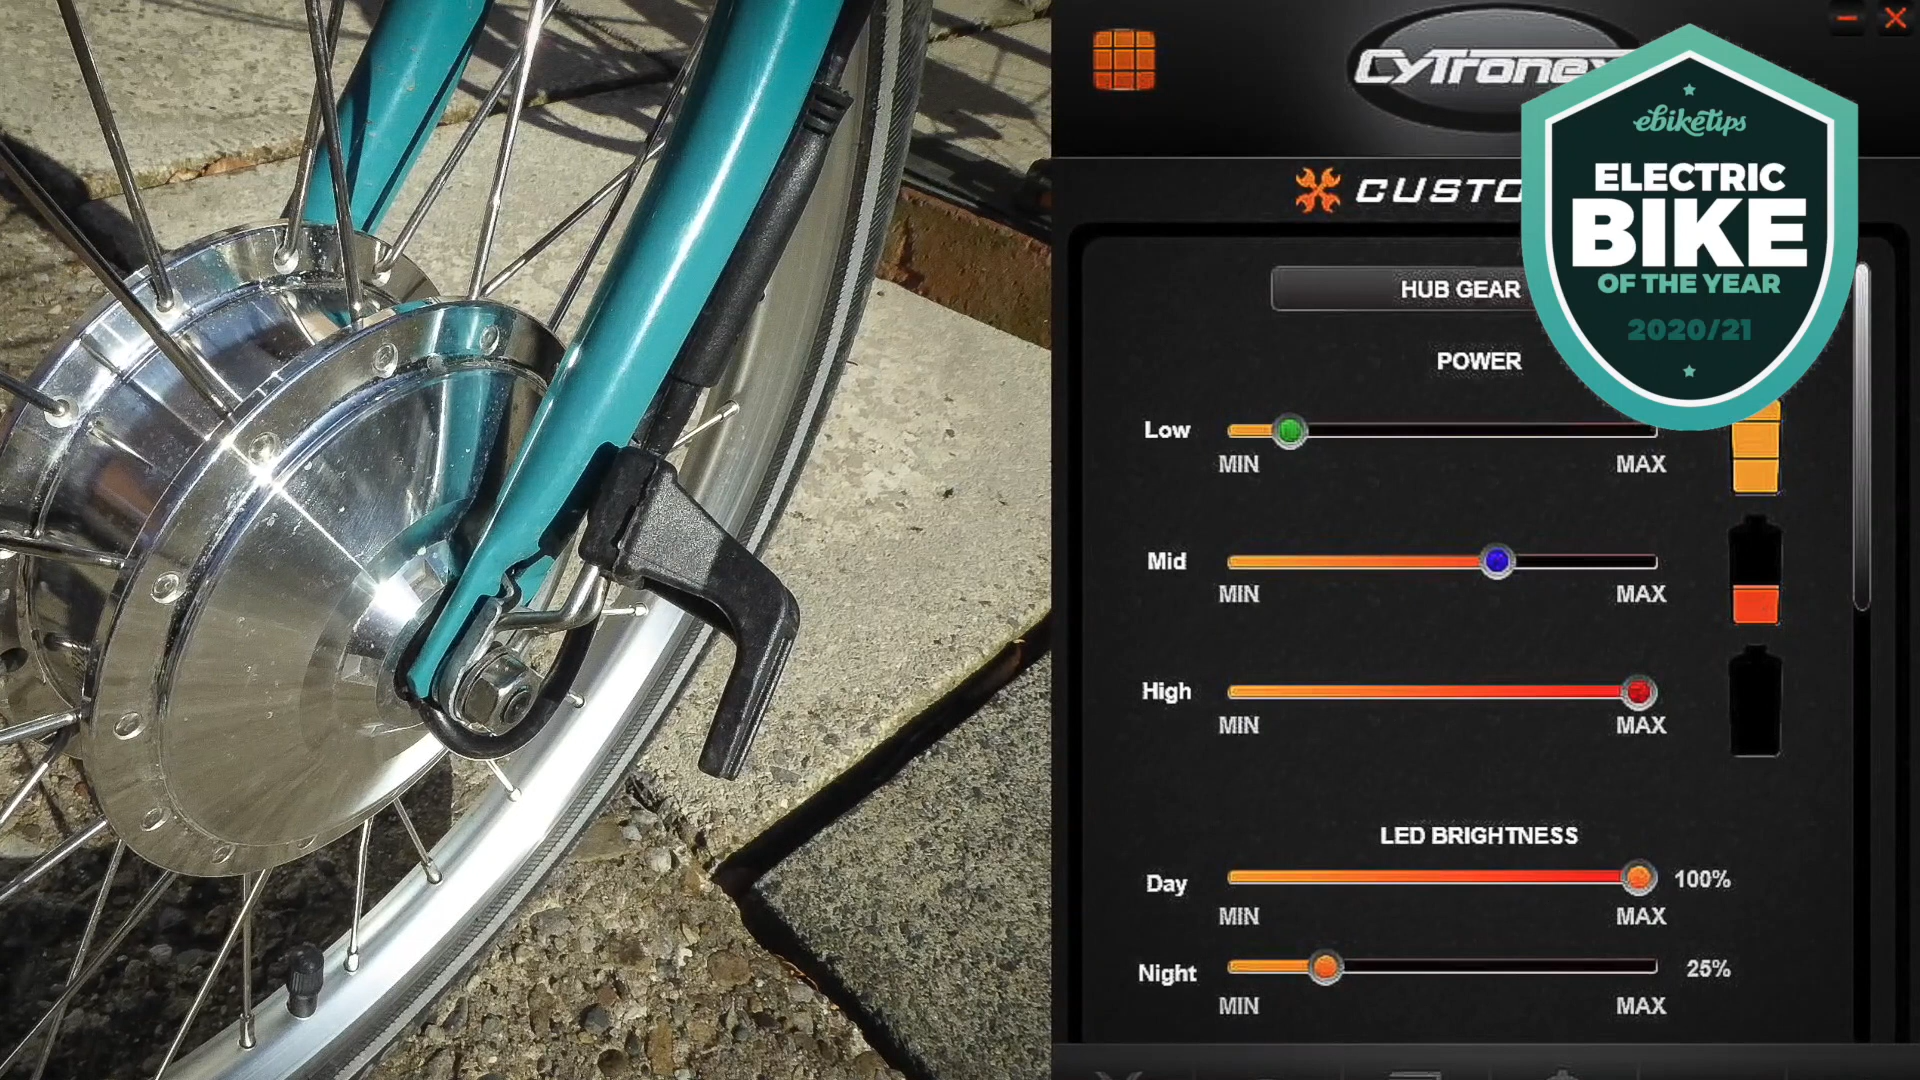 CyTronex
ebiketips
ELECTRIC
BIKE
OF THE YEAR
2020/21
HUB GEAR
POWER
Low
MIN MAX
Mid
MIN MAX
High
MIN MAX
LED BRIGHTNESS
Day 100%
MIN MAX
Night 25%
MIN MAX